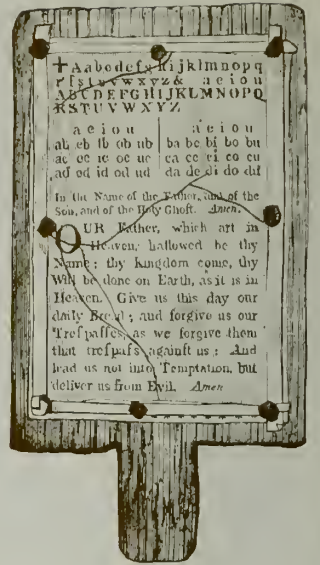 ✝Aabcdefghijklmnopq
rſstuvwxyz& aeiou
ABCDEFGHIJKLMNOPQ
RSTUVWXYZ
aeiou aeiou
ab eb ib ob ub ba be bi bo bu
ac ec ic oc uc ca ce ci co cu
ad ed id od ud da de di do du
In the Name of the Father, and of the
Son, and of the Holy Ghoſt. Amen.
OUR Father, which art in
Heaven, hallowed be thy
Name; thy Kingdom come, thy
Will be done on Earth, as it is in
Heaven. Give us this day our
daily Bread; and forgive us our
Treſpaſſes, as we forgive them
that treſpaſs againſt us: And
lead us not into Temptation, but
deliver us from Evil. Amen